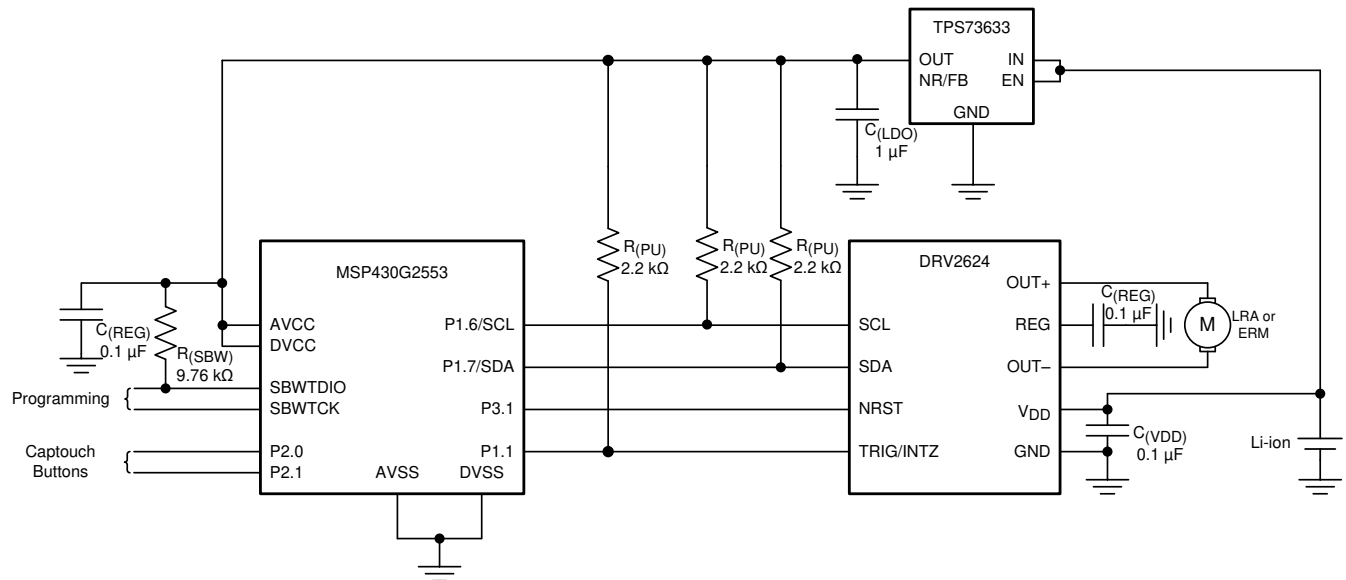 TPS73633
OUT
IN
NR/FB
EN
GND
C(LDO)
1 µF
R(PU)
2.2 kΩ
R(PU)
2.2 kΩ
R(PU)
2.2 kΩ
MSP430G2553
AVCC
DVCC
SBWTDIO
SBWTCK
P2.0
P2.1
AVSS
DVSS
P1.6/SCL
P1.7/SDA
P3.1
P1.1
C(REG)
0.1 µF
R(SBW)
9.76 kΩ
Programming
Captouch
Buttons
DRV2624
SCL
SDA
NRST
TRIG/INTZ
OUT+
REG
OUT–
VDD
GND
C(REG)
0.1 µF
M
LRA or
ERM
C(VDD)
0.1 µF
Li-ion